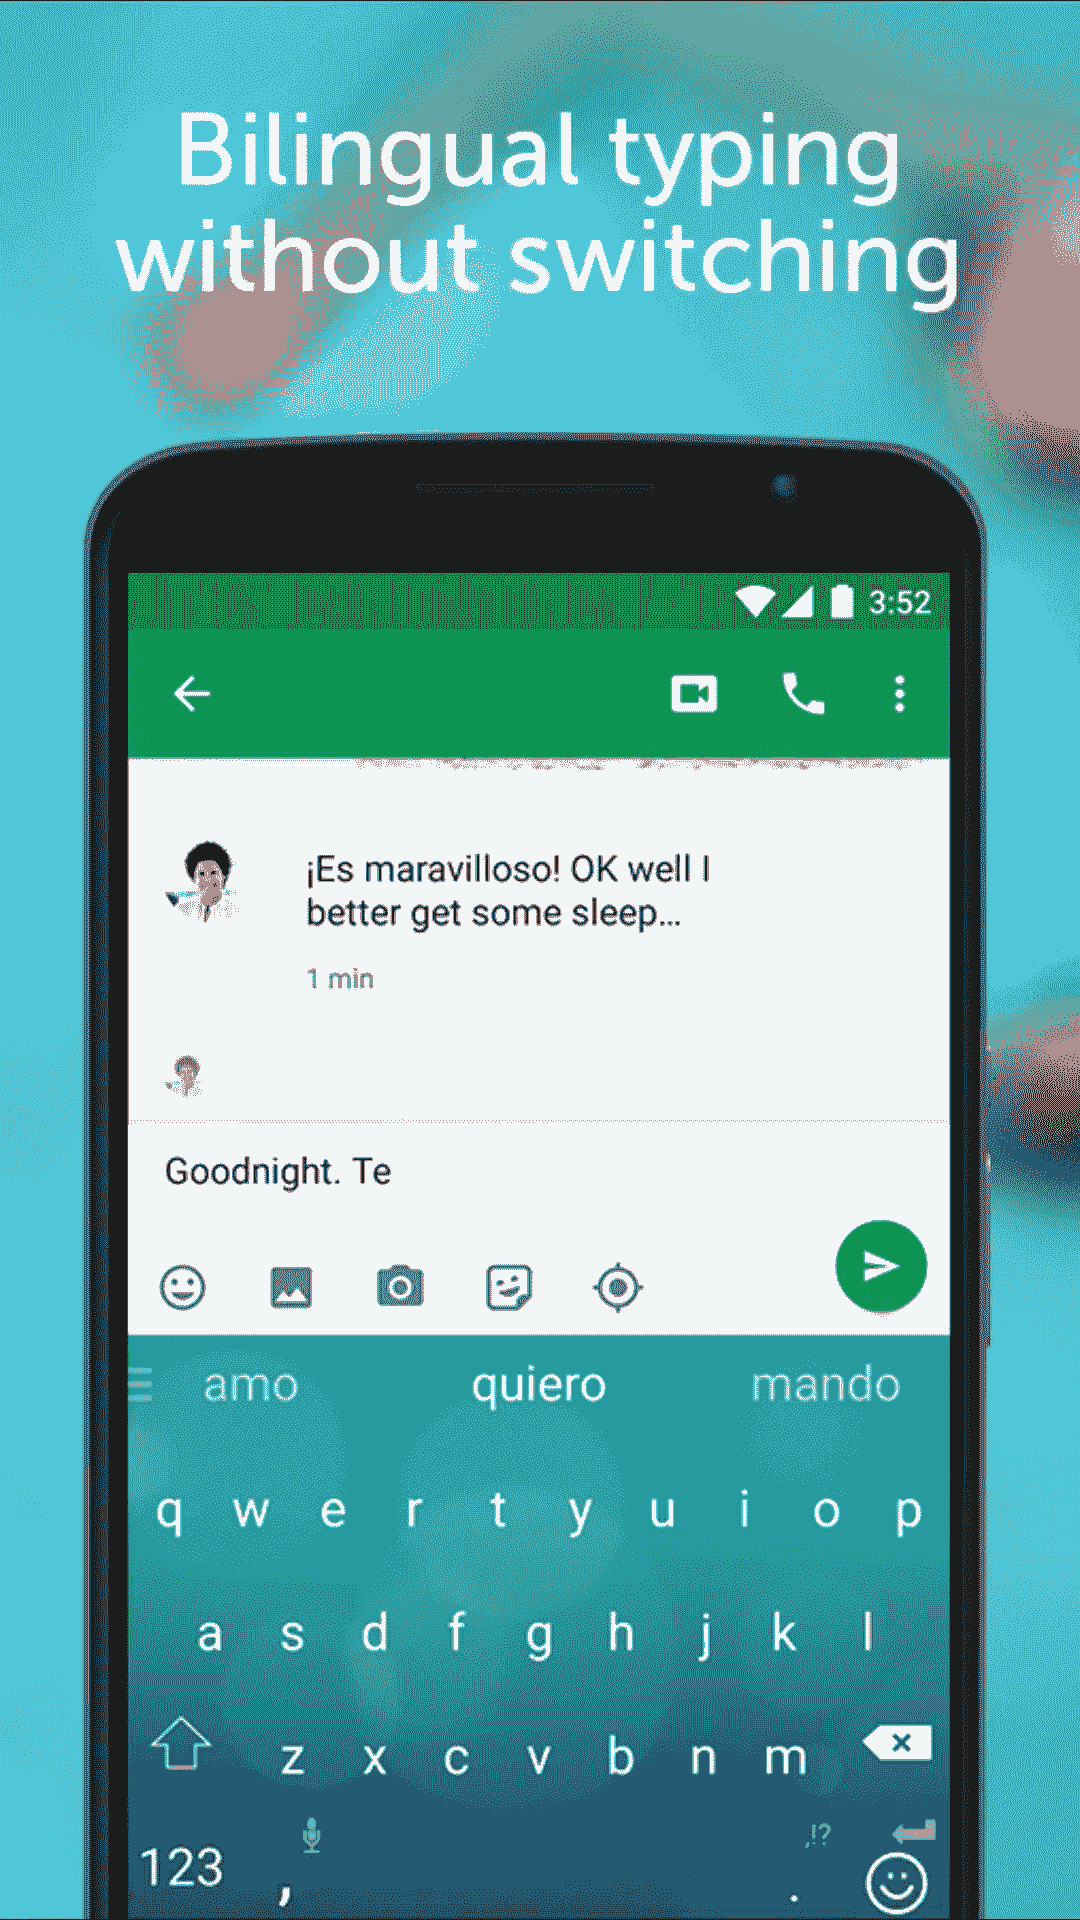 Bilingual typing
without switching
3:52
¡Es maravilloso! OK well I
better get some sleep...
1 min
Goodnight. Te
amo quiero mando
q w e r t y u i o p
a s d f g h j k l
z x c v b n m
,!?
123 , .